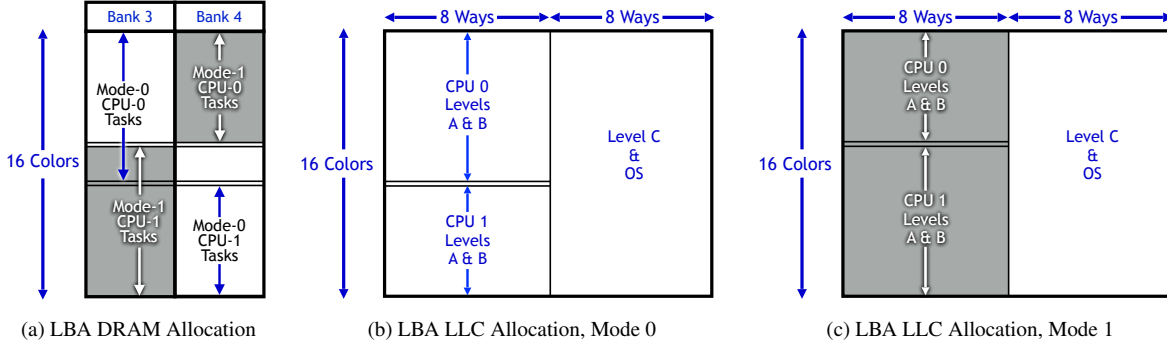 Bank 3
Bank 4
16 Colors
Mode-0
CPU-0
Tasks
Mode-1
CPU-0
Tasks
Mode-1
CPU-1
Tasks
Mode-0
CPU-1
Tasks
(a) LBA DRAM Allocation
8 Ways
8 Ways
16 Colors
CPU 0
Levels
A & B
CPU 1
Levels
A & B
Level C
&
OS
(b) LBA LLC Allocation, Mode 0
8 Ways
8 Ways
16 Colors
CPU 0
Levels
A & B
CPU 1
Levels
A & B
Level C
&
OS
(c) LBA LLC Allocation, Mode 1